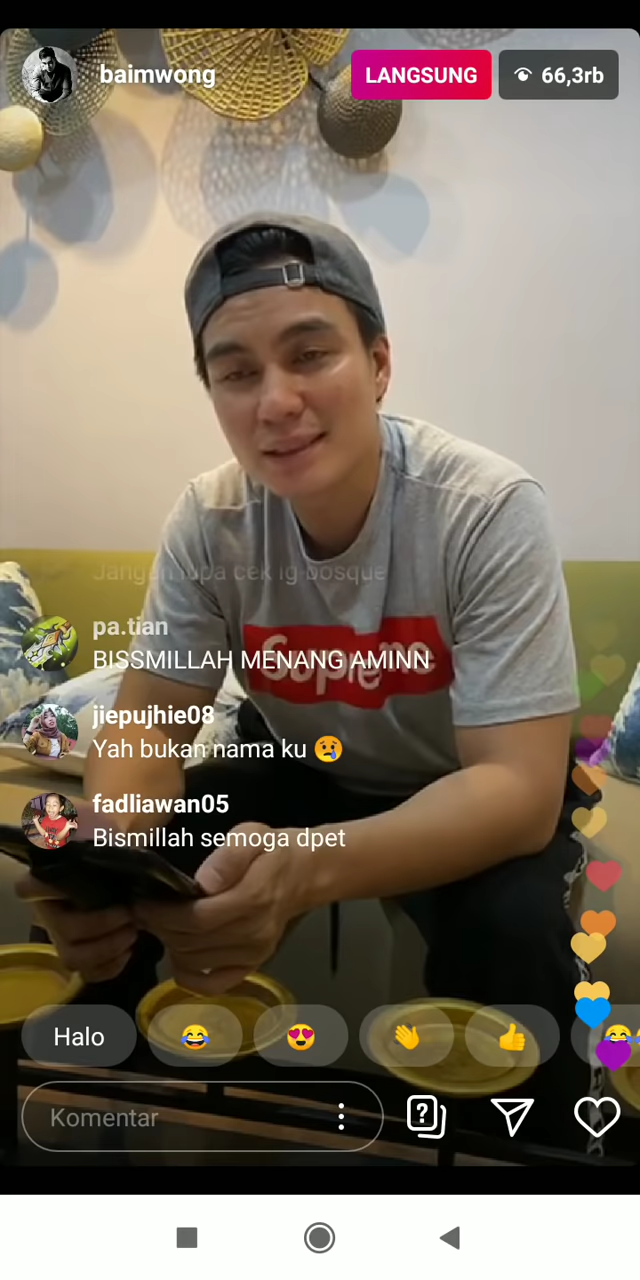 baimwong
LANGSUNG
66,3rb
Jangan lupa cek ig bosque
pa.tian
BISSMILLAH MENANG AMINN
Supreme
jiepujhie08
Yah bukan nama ku 😢
fadliawan05
Bismillah semoga dpet
Halo
Komentar